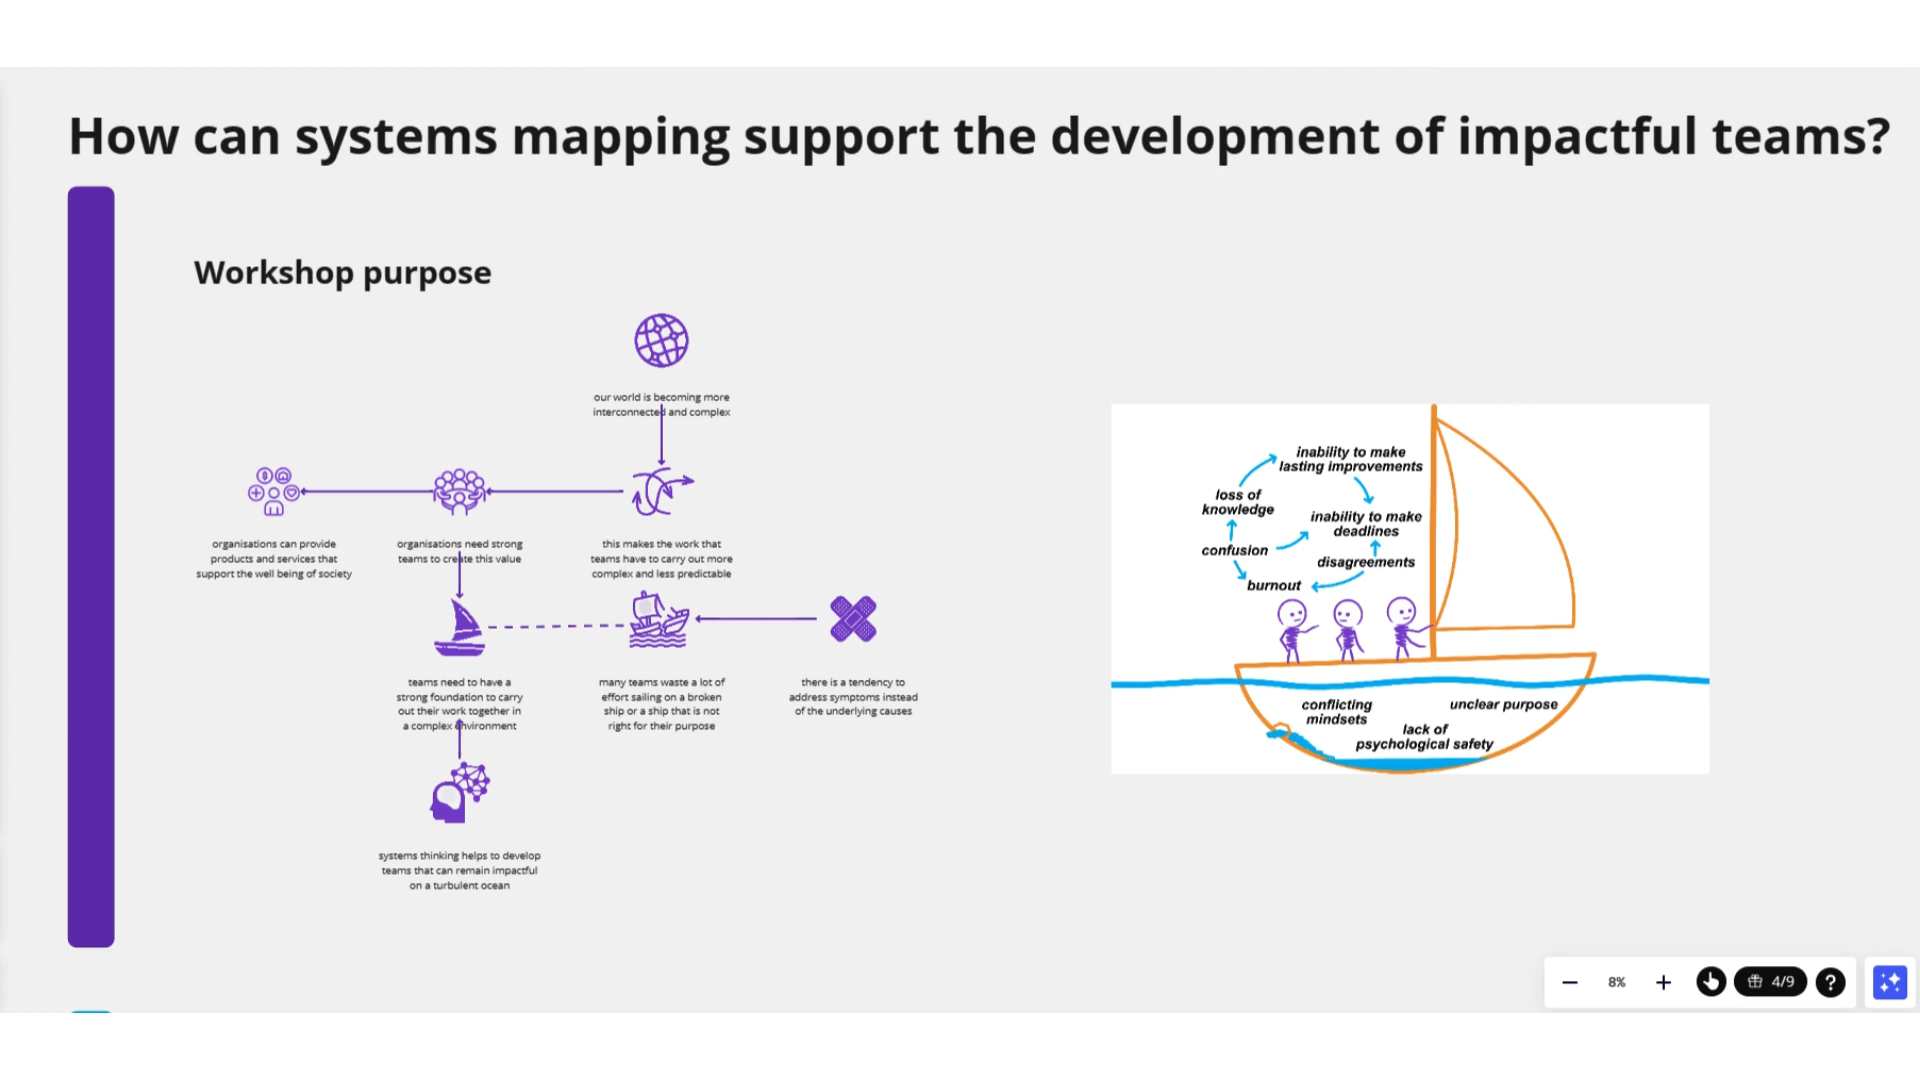 How can systems mapping support the development of impactful teams?
Workshop purpose
our world is becoming more
interconnected and complex
organisations can provide
products and services that
support the well being of society
organisations need strong
teams to create this value
this makes the work that
teams have to carry out more
complex and less predictable
teams need to have a
strong foundation to carry
out their work together in
a complex environment
many teams waste a lot of
effort sailing on a broken
ship or a ship that is not
right for their purpose
there is a tendency to
address symptoms instead
of the underlying causes
systems thinking helps to develop
teams that can remain impactful
on a turbulent ocean
inability to make
lasting improvements
loss of
knowledge
inability to make
deadlines
confusion
disagreements
burnout
conflicting
mindsets
unclear purpose
lack of
psychological safety
8%
4/9
?